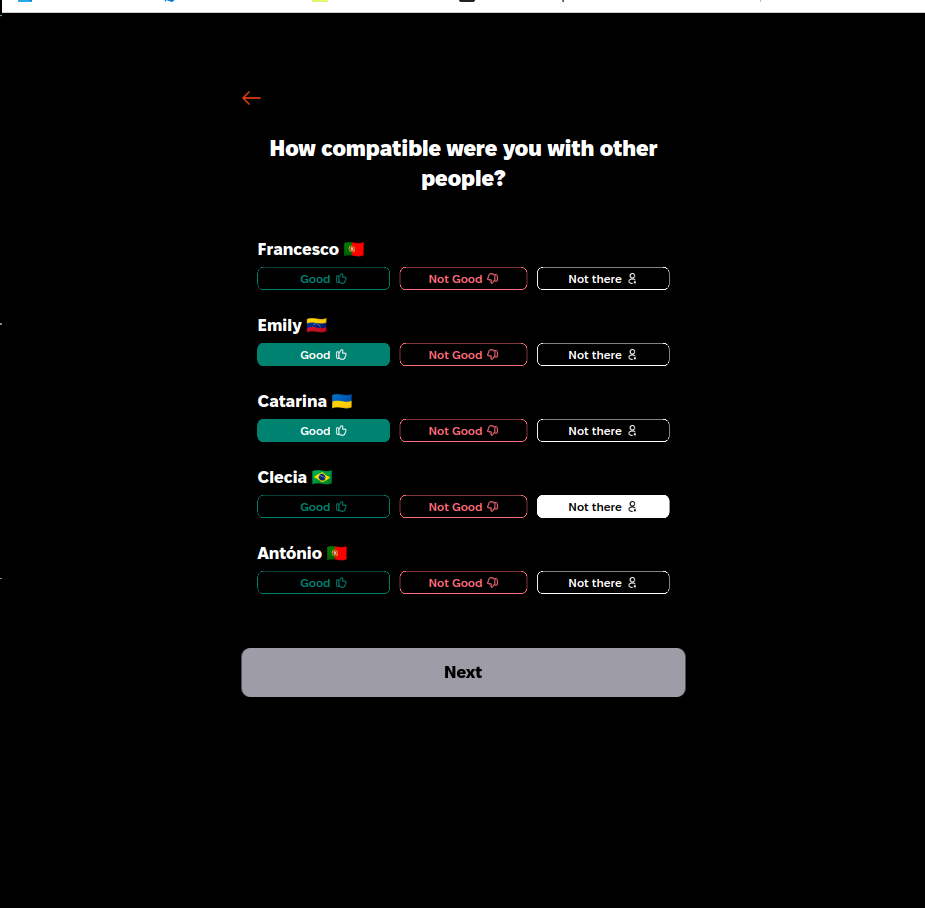 How compatible were you with other
people?
Francesco 🇵🇹
Good Not Good Not there
Emily 🇻🇪
Good Not Good Not there
Catarina 🇺🇦
Good Not Good Not there
Clecia 🇧🇷
Good Not Good Not there
António 🇵🇹
Good Not Good Not there
Next